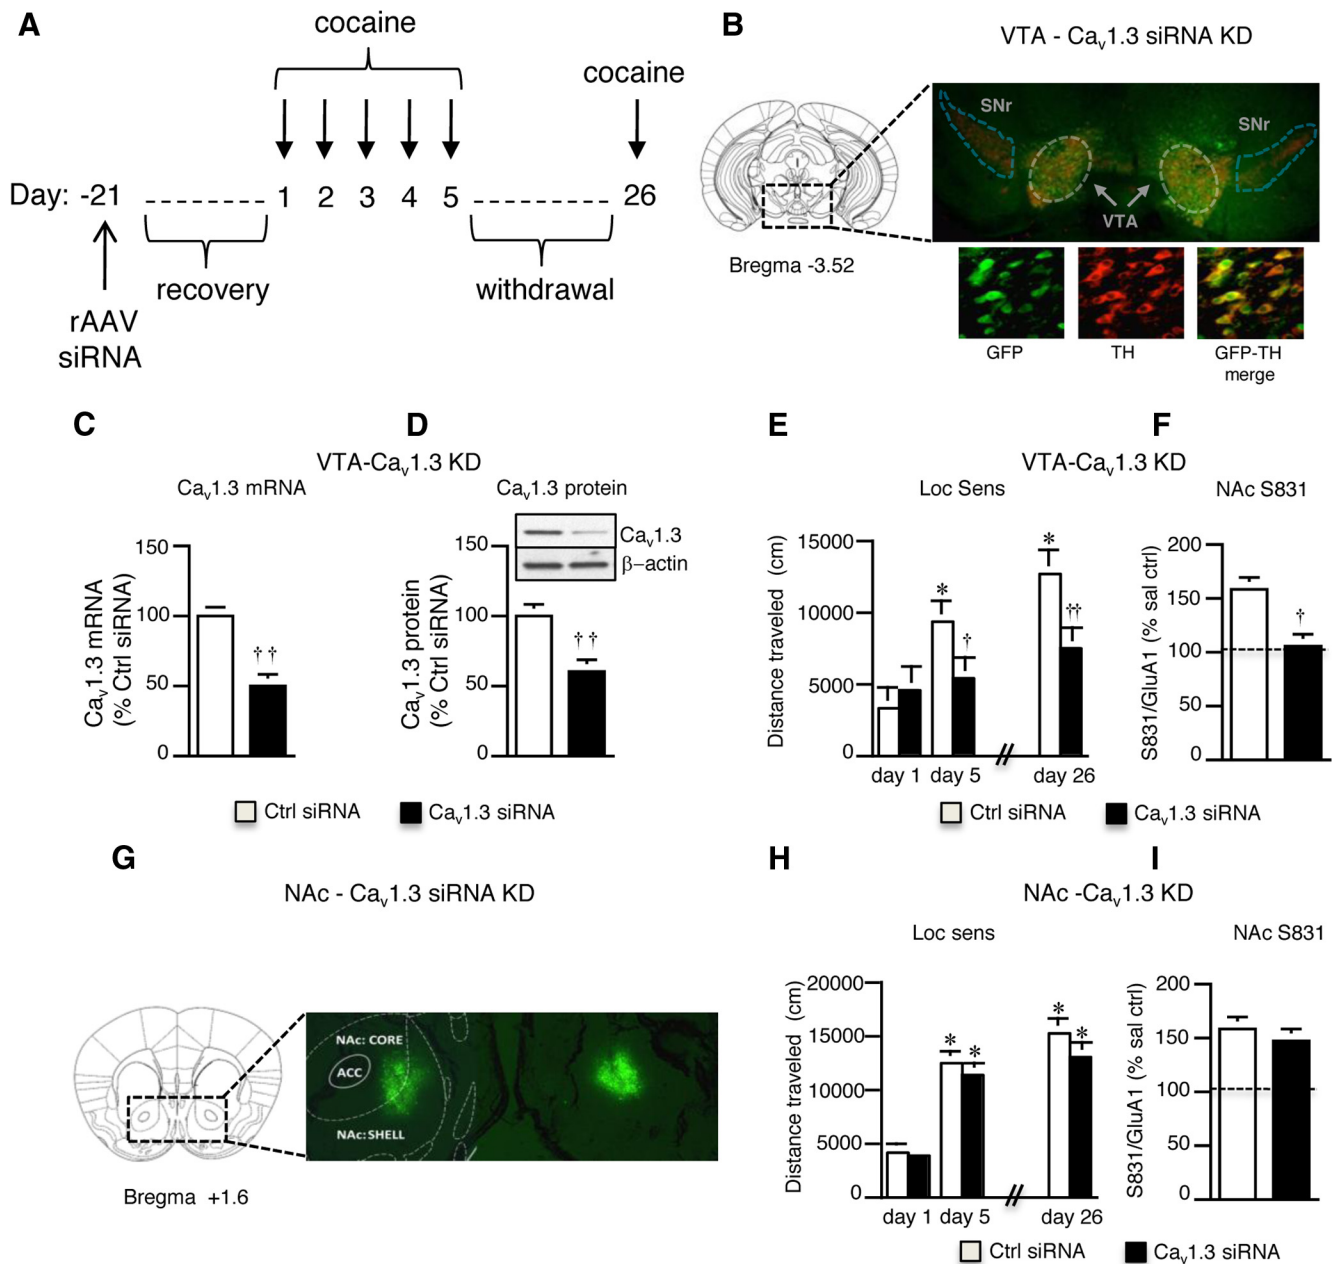 A
cocaine
cocaine
Day: -21
1 2 3 4 5
26
recovery
withdrawal
rAAV
siRNA
B
VTA - Cav1.3 siRNA KD
SNr
SNr
VTA
Bregma -3.52
GFP
TH
GFP-TH
merge
C
D
VTA-Cav1.3 KD
Cav1.3 mRNA
Cav1.3 mRNA
(% Ctrl siRNA)
150
100
50
0
††
Cav1.3 protein
Cav1.3 protein
(% Ctrl siRNA)
150
100
50
0
Cav1.3
β−actin
††
Ctrl siRNA
Cav1.3 siRNA
E
F
VTA-Cav1.3 KD
Loc Sens
Distance traveled (cm)
15000
10000
5000
0
*
†
*
††
day 1
day 5
day 26
NAc S831
S831/GluA1 (% sal ctrl)
200
150
100
50
0
†
Ctrl siRNA
Cav1.3 siRNA
G
NAc - Cav1.3 siRNA KD
NAc: CORE
ACC
NAc: SHELL
Bregma +1.6
H
I
NAc -Cav1.3 KD
Loc sens
Distance traveled (cm)
20000
15000
10000
5000
0
*
*
*
*
day 1
day 5
day 26
NAc S831
S831/GluA1 (% sal ctrl)
200
150
100
50
0
Ctrl siRNA
Cav1.3 siRNA